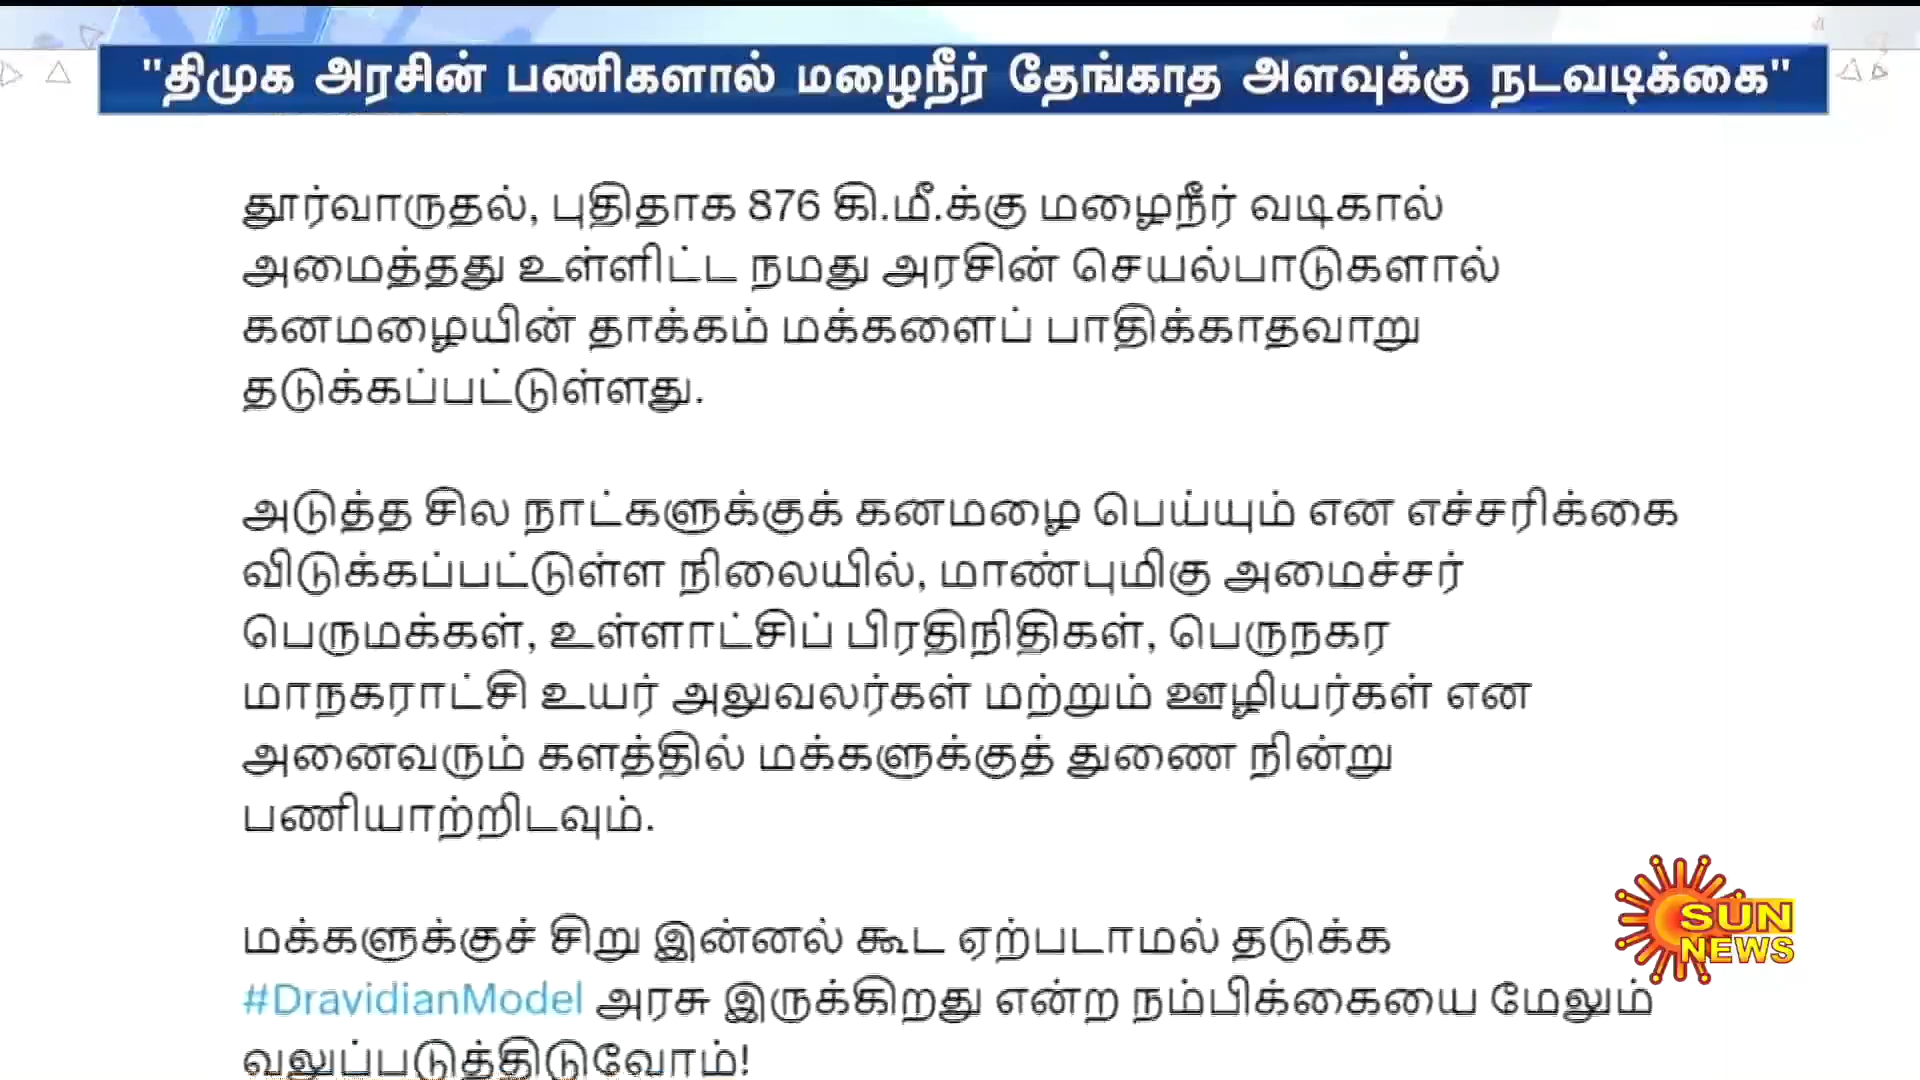 "திமுக அரசின் பணிகளால் மழைநீர் தேங்காத அளவுக்கு நடவடிக்கை"
தூர்வாருதல், புதிதாக 876 கி.மீ.க்கு மழைநீர் வடிகால்
அமைத்தது உள்ளிட்ட நமது அரசின் செயல்பாடுகளால்
கனமழையின் தாக்கம் மக்களைப் பாதிக்காதவாறு
தடுக்கப்பட்டுள்ளது.
அடுத்த சில நாட்களுக்குக் கனமழை பெய்யும் என எச்சரிக்கை
விடுக்கப்பட்டுள்ள நிலையில், மாண்புமிகு அமைச்சர்
பெருமக்கள், உள்ளாட்சிப் பிரதிநிதிகள், பெருநகர
மாநகராட்சி உயர் அலுவலர்கள் மற்றும் ஊழியர்கள் என
அனைவரும் களத்தில் மக்களுக்குத் துணை நின்று
பணியாற்றிடவும்.
மக்களுக்குச் சிறு இன்னல் கூட ஏற்படாமல் தடுக்க
#DravidianModel அரசு இருக்கிறது என்ற நம்பிக்கையை மேலும்
வலுப்படுத்திடுவோம்!
SUN
NEWS